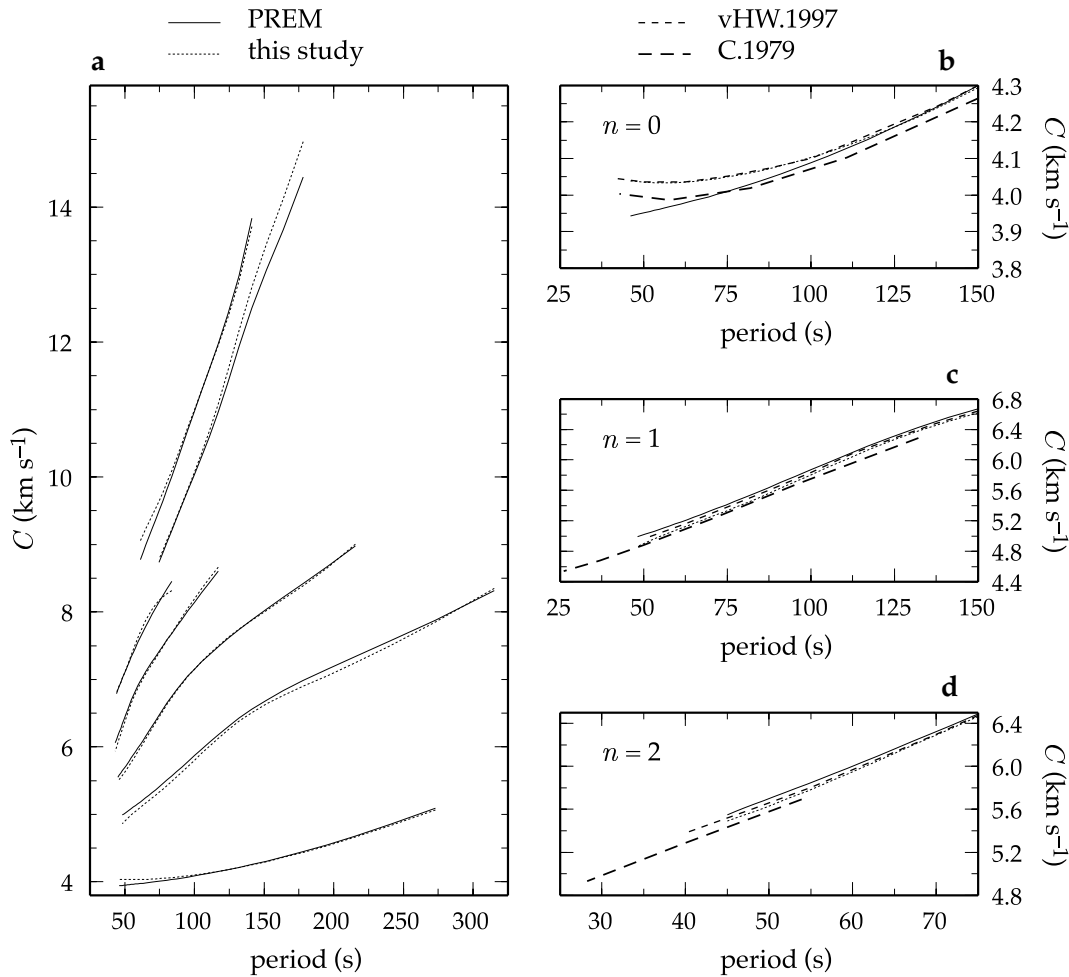 PREM
this study
vHW.1997
C.1979
a
14
12
10
8
6
4
C (km s⁻¹)
50 100 150 200 250 300
period (s)
b
n = 0
4.3
4.2
4.1
4.0
3.9
3.8
C (km s⁻¹)
25 50 75 100 125 150
period (s)
c
n = 1
6.8
6.4
6.0
5.6
5.2
4.8
4.4
C (km s⁻¹)
25 50 75 100 125 150
period (s)
d
n = 2
6.4
6.0
5.6
5.2
4.8
C (km s⁻¹)
30 40 50 60 70
period (s)